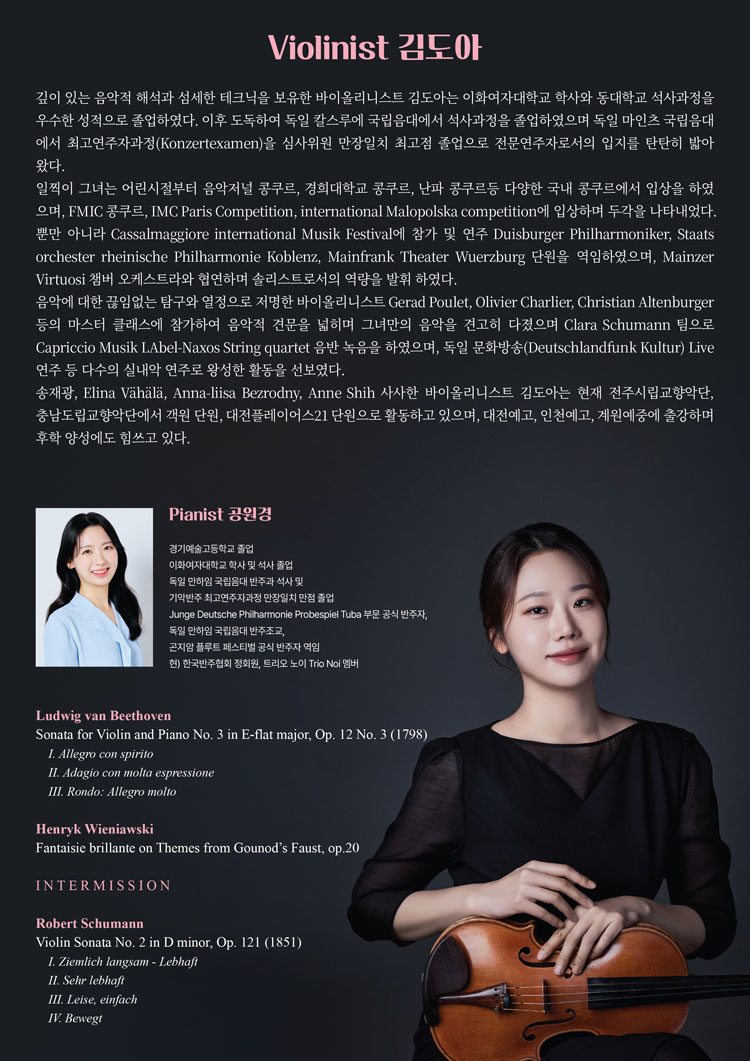 Violinist 김도아
깊이 있는 음악적 해석과 섬세한 테크닉을 보유한 바이올리니스트 김도아는 이화여자대학교 학사와 동대학교 석사과정을
우수한 성적으로 졸업하였다. 이후 도독하여 독일 칼스루에 국립음대에서 석사과정을 졸업하였으며 독일 마인츠 국립음대
에서 최고연주자과정(Konzertexamen)을 심사위원 만장일치 최고점 졸업으로 전문연주자로서의 입지를 탄탄히 밟아
왔다.
일찍이 그녀는 어린시절부터 음악저널 콩쿠르, 경희대학교 콩쿠르, 난파 콩쿠르등 다양한 국내 콩쿠르에서 입상을 하였
으며, FMIC 콩쿠르, IMC Paris Competition, international Malopolska competition에 입상하며 두각을 나타내었다.
뿐만 아니라 Cassalmaggiore international Musik Festival에 참가 및 연주 Duisburger Philharmoniker, Staats
orchester rheinische Philharmonie Koblenz, Mainfrank Theater Wuerzburg 단원을 역임하였으며, Mainzer
Virtuosi 챔버 오케스트라와 협연하며 솔리스트로서의 역량을 발휘 하였다.
음악에 대한 끊임없는 탐구와 열정으로 저명한 바이올리니스트 Gerad Poulet, Olivier Charlier, Christian Altenburger
등의 마스터 클래스에 참가하여 음악적 견문을 넓히며 그녀만의 음악을 견고히 다졌으며 Clara Schumann 팀으로
Capriccio Musik LAbel-Naxos String quartet 음반 녹음을 하였으며, 독일 문화방송(Deutschlandfunk Kultur) Live
연주 등 다수의 실내악 연주로 왕성한 활동을 선보였다.
송재광, Elina Vähälä, Anna-liisa Bezrodny, Anne Shih 사사한 바이올리니스트 김도아는 현재 전주시립교향악단,
충남도립교향악단에서 객원 단원, 대전플레이어스21 단원으로 활동하고 있으며, 대전예고, 인천예고, 계원예중에 출강하며
후학 양성에도 힘쓰고 있다.
Pianist 공원경
경기예술고등학교 졸업
이화여자대학교 학사 및 석사 졸업
독일 만하임 국립음대 반주과 석사 및
기악반주 최고연주자과정 만장일치 만점 졸업
Junge Deutsche Philharmonie Probespiel Tuba 부문 공식 반주자,
독일 만하임 국립음대 반주조교,
곤지암 플루트 페스티벌 공식 반주자 역임
현) 한국반주협회 정회원, 트리오 노이 Trio Noi 멤버
Ludwig van Beethoven
Sonata for Violin and Piano No. 3 in E-flat major, Op. 12 No. 3 (1798)
I. Allegro con spirito
II. Adagio con molta espressione
III. Rondo: Allegro molto
Henryk Wieniawski
Fantaisie brillante on Themes from Gounod's Faust, op.20
INTERMISSION
Robert Schumann
Violin Sonata No. 2 in D minor, Op. 121 (1851)
I. Ziemlich langsam - Lebhaft
II. Sehr lebhaft
III. Leise, einfach
IV. Bewegt